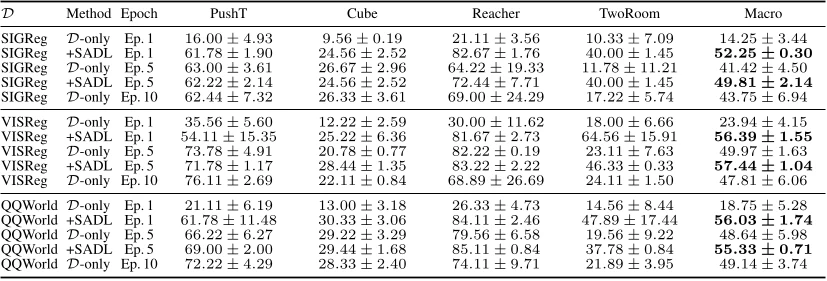 𝒟 Method Epoch PushT Cube Reacher TwoRoom Macro
SIGReg 𝒟-only Ep. 1 16.00 ± 4.93 9.56 ± 0.19 21.11 ± 3.56 10.33 ± 7.09 14.25 ± 3.44
SIGReg +SADL Ep. 1 61.78 ± 1.90 24.56 ± 2.52 82.67 ± 1.76 40.00 ± 1.45 52.25 ± 0.30
SIGReg 𝒟-only Ep. 5 63.00 ± 3.61 26.67 ± 2.96 64.22 ± 19.33 11.78 ± 11.21 41.42 ± 4.50
SIGReg +SADL Ep. 5 62.22 ± 2.14 24.56 ± 2.52 72.44 ± 7.71 40.00 ± 1.45 49.81 ± 2.14
SIGReg 𝒟-only Ep. 10 62.44 ± 7.32 26.33 ± 3.61 69.00 ± 24.29 17.22 ± 5.74 43.75 ± 6.94
VISReg 𝒟-only Ep. 1 35.56 ± 5.60 12.22 ± 2.59 30.00 ± 11.62 18.00 ± 6.66 23.94 ± 4.15
VISReg +SADL Ep. 1 54.11 ± 15.35 25.22 ± 6.36 81.67 ± 2.73 64.56 ± 15.91 56.39 ± 1.55
VISReg 𝒟-only Ep. 5 73.78 ± 4.91 20.78 ± 0.77 82.22 ± 0.19 23.11 ± 7.63 49.97 ± 1.63
VISReg +SADL Ep. 5 71.78 ± 1.17 28.44 ± 1.35 83.22 ± 2.22 46.33 ± 0.33 57.44 ± 1.04
VISReg 𝒟-only Ep. 10 76.11 ± 2.69 22.11 ± 0.84 68.89 ± 26.69 24.11 ± 1.50 47.81 ± 6.06
QQWorld 𝒟-only Ep. 1 21.11 ± 6.19 13.00 ± 3.18 26.33 ± 4.73 14.56 ± 8.44 18.75 ± 5.28
QQWorld +SADL Ep. 1 61.78 ± 11.48 30.33 ± 3.06 84.11 ± 2.46 47.89 ± 17.44 56.03 ± 1.74
QQWorld 𝒟-only Ep. 5 66.22 ± 6.27 29.22 ± 3.29 79.56 ± 6.58 19.56 ± 9.22 48.64 ± 5.98
QQWorld +SADL Ep. 5 69.00 ± 2.00 29.44 ± 1.68 85.11 ± 0.84 37.78 ± 0.84 55.33 ± 0.71
QQWorld 𝒟-only Ep. 10 72.22 ± 4.29 28.33 ± 2.40 74.11 ± 9.71 21.89 ± 3.95 49.14 ± 3.74